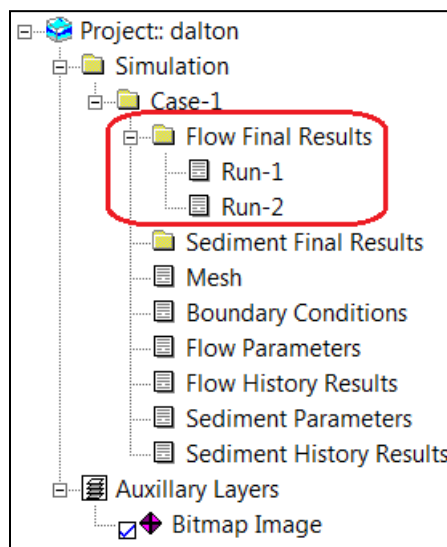 Project:: dalton
Simulation
Case-1
Flow Final Results
Run-1
Run-2
Sediment Final Results
Mesh
Boundary Conditions
Flow Parameters
Flow History Results
Sediment Parameters
Sediment History Results
Auxillary Layers
Bitmap Image